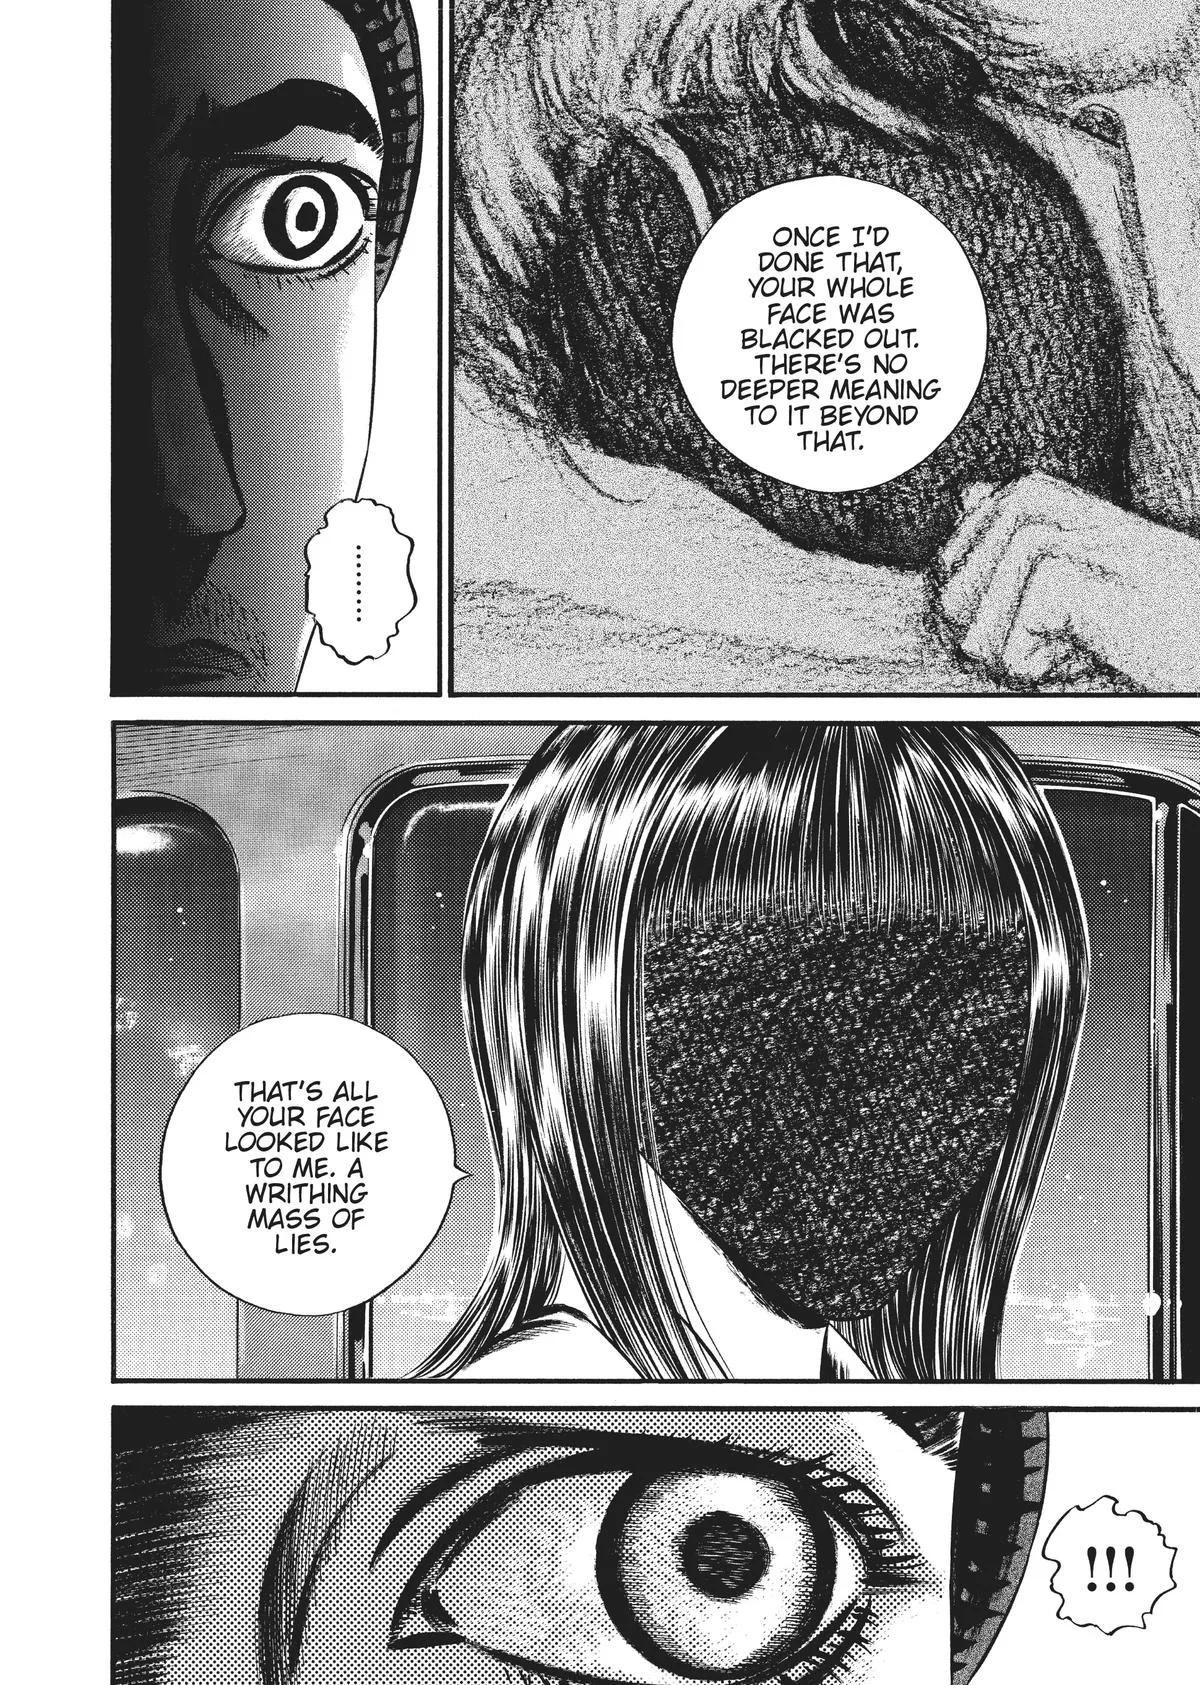 ONCE I'D
DONE THAT,
YOUR WHOLE
FACE WAS
BLACKED OUT.
THERE'S NO
DEEPER MEANING
TO IT BEYOND
THAT.
.........
THAT'S ALL
YOUR FACE
LOOKED LIKE
TO ME. A
WRITHING
MASS OF
LIES.
!!!